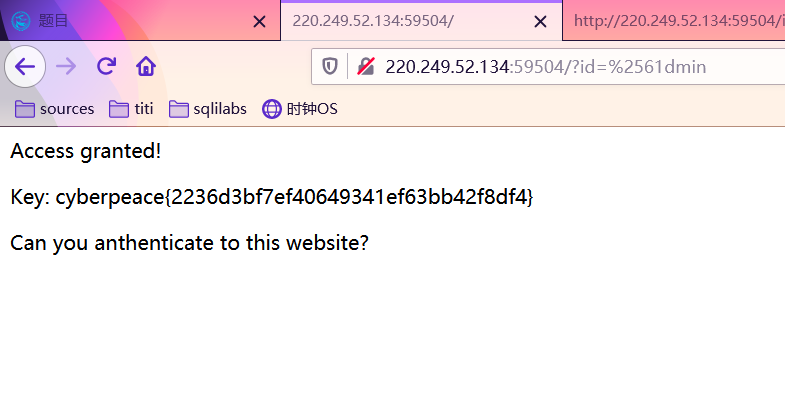 题目
220.249.52.134:59504/
http://220.249.52.134:59504/i
220.249.52.134:59504/?id=%2561dmin
sources titi sqlilabs 时钟OS
Access granted!
Key: cyberpeace{2236d3bf7ef40649341ef63bb42f8df4}
Can you anthenticate to this website?